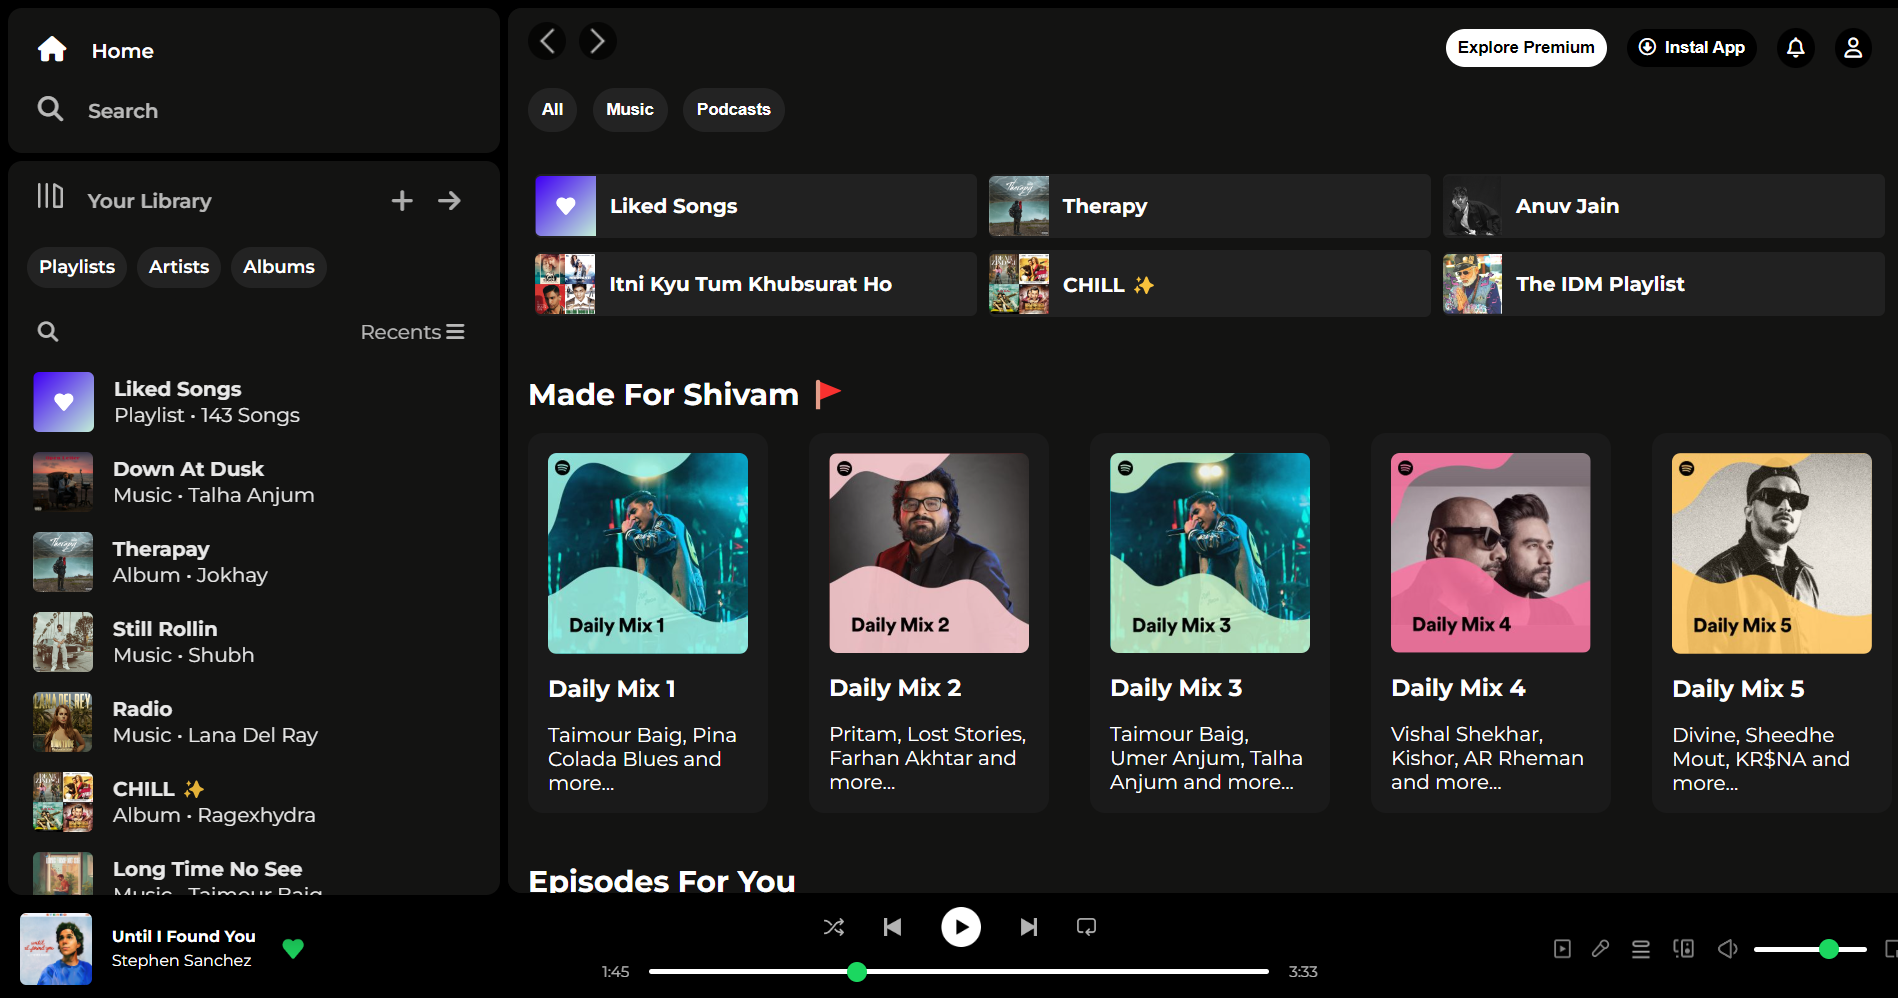 Home
Search
Your Library
Playlists Artists Albums
Recents
Liked Songs
Playlist • 143 Songs
Down At Dusk
Music • Talha Anjum
Therapay
Album • Jokhay
Still Rollin
Music • Shubh
Radio
Music • Lana Del Ray
CHILL ✨
Album • Ragexhydra
Long Time No See
Music • Taimour Baig
Explore Premium
Instal App
All Music Podcasts
Liked Songs
Therapy
Therapy
Anuv Jain
Itni Kyu Tum Khubsurat Ho
CHILL ✨
The IDM Playlist
Made For Shivam 🚩
Daily Mix 1
Daily Mix 1
Taimour Baig, Pina
Colada Blues and
more...
Daily Mix 2
Daily Mix 2
Pritam, Lost Stories,
Farhan Akhtar and
more...
Daily Mix 3
Daily Mix 3
Taimour Baig,
Umer Anjum, Talha
Anjum and more...
Daily Mix 4
Daily Mix 4
Vishal Shekhar,
Kishor, AR Rheman
and more...
Daily Mix 5
Daily Mix 5
Divine, Sheedhe
Mout, KR$NA and
more...
Episodes For You
Until I Found You
Stephen Sanchez
1:45
3:33